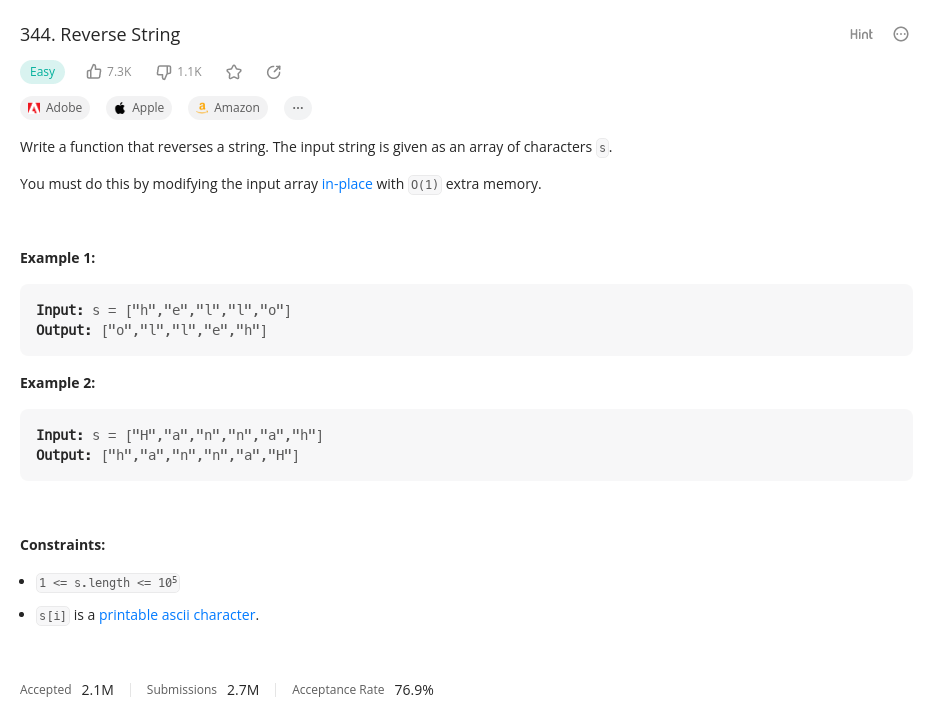 344. Reverse String
Hint
Easy 7.3K 1.1K
Adobe Apple Amazon ...
Write a function that reverses a string. The input string is given as an array of characters s.
You must do this by modifying the input array in-place with O(1) extra memory.
Example 1:
Input: s = ["h","e","l","l","o"]
Output: ["o","l","l","e","h"]
Example 2:
Input: s = ["H","a","n","n","a","h"]
Output: ["h","a","n","n","a","H"]
Constraints:
1 <= s.length <= 10⁵
s[i] is a printable ascii character.
Accepted 2.1M Submissions 2.7M Acceptance Rate 76.9%